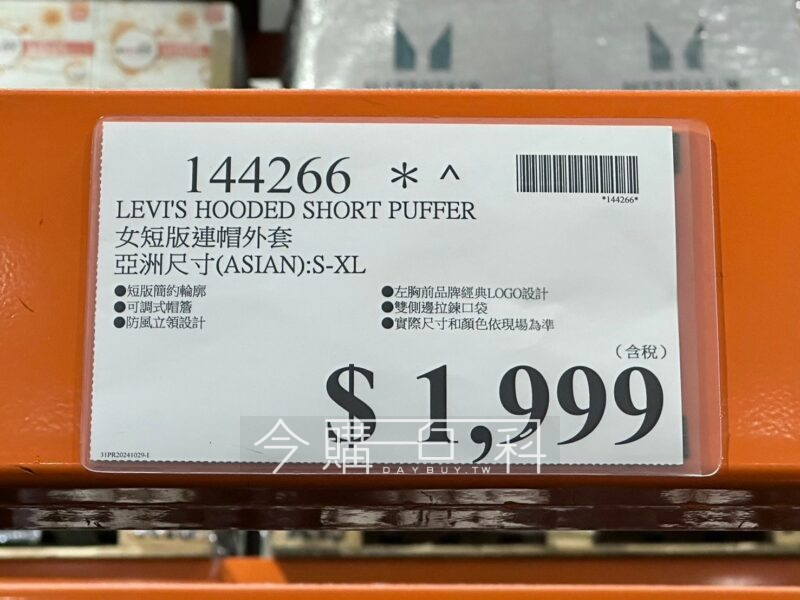 144266 * ^
*144266*
LEVI'S HOODED SHORT PUFFER
女短版連帽外套
亞洲尺寸(ASIAN):S-XL
●短版簡約輪廓
●可調式帽簷
●防風立領設計
●左胸前品牌經典LOGO設計
●雙側邊拉鍊口袋
●實際尺寸和顏色依現場為準
(含稅)
$ 1,999
今購百科
DAYBUY.TW
31PR20241029-1